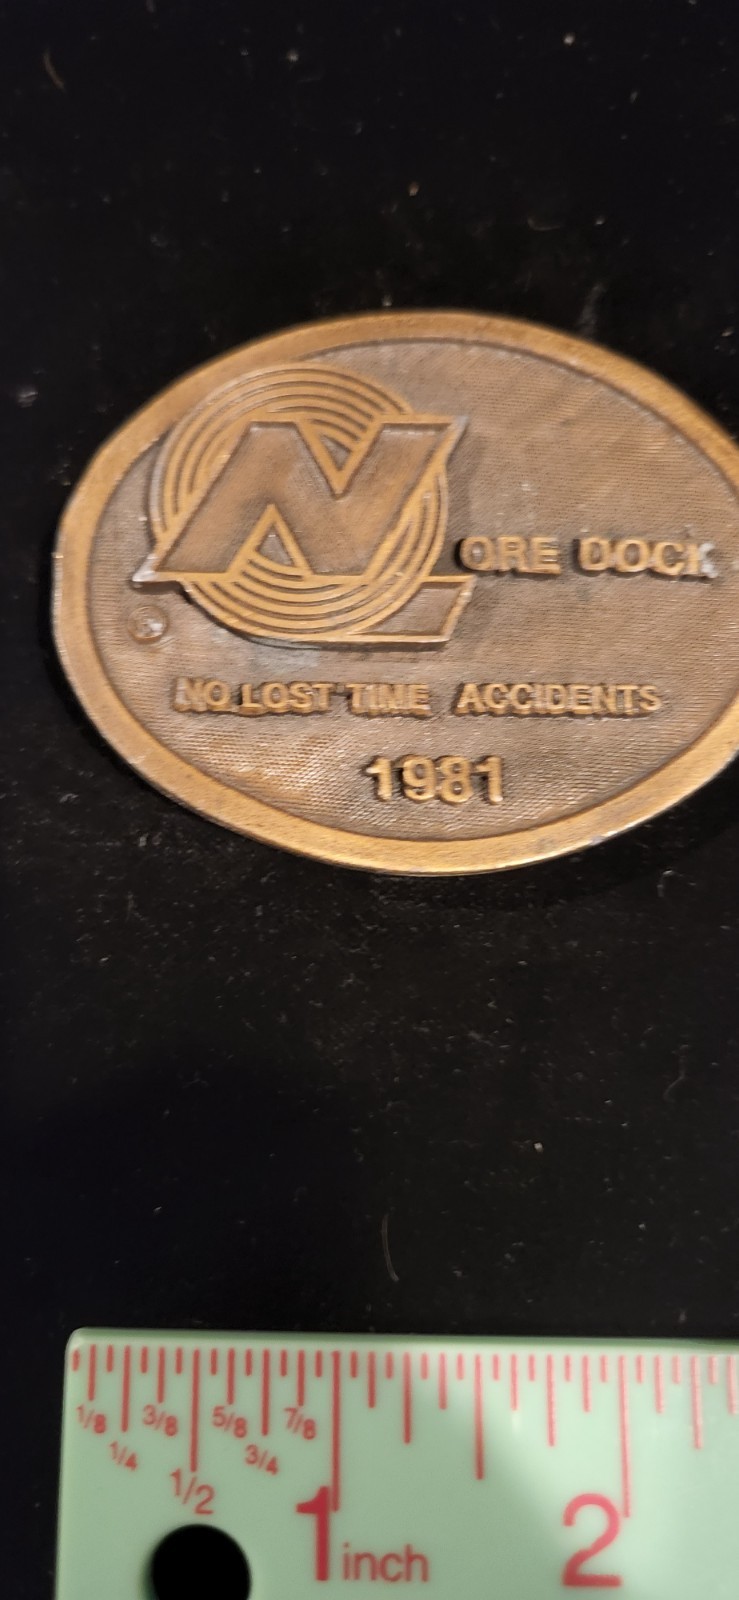 N
ORE DOCK
®
NO LOST TIME ACCIDENTS
1981
1/8
3/8
5/8
7/8
1/4
3/4
1/2
1 inch
2